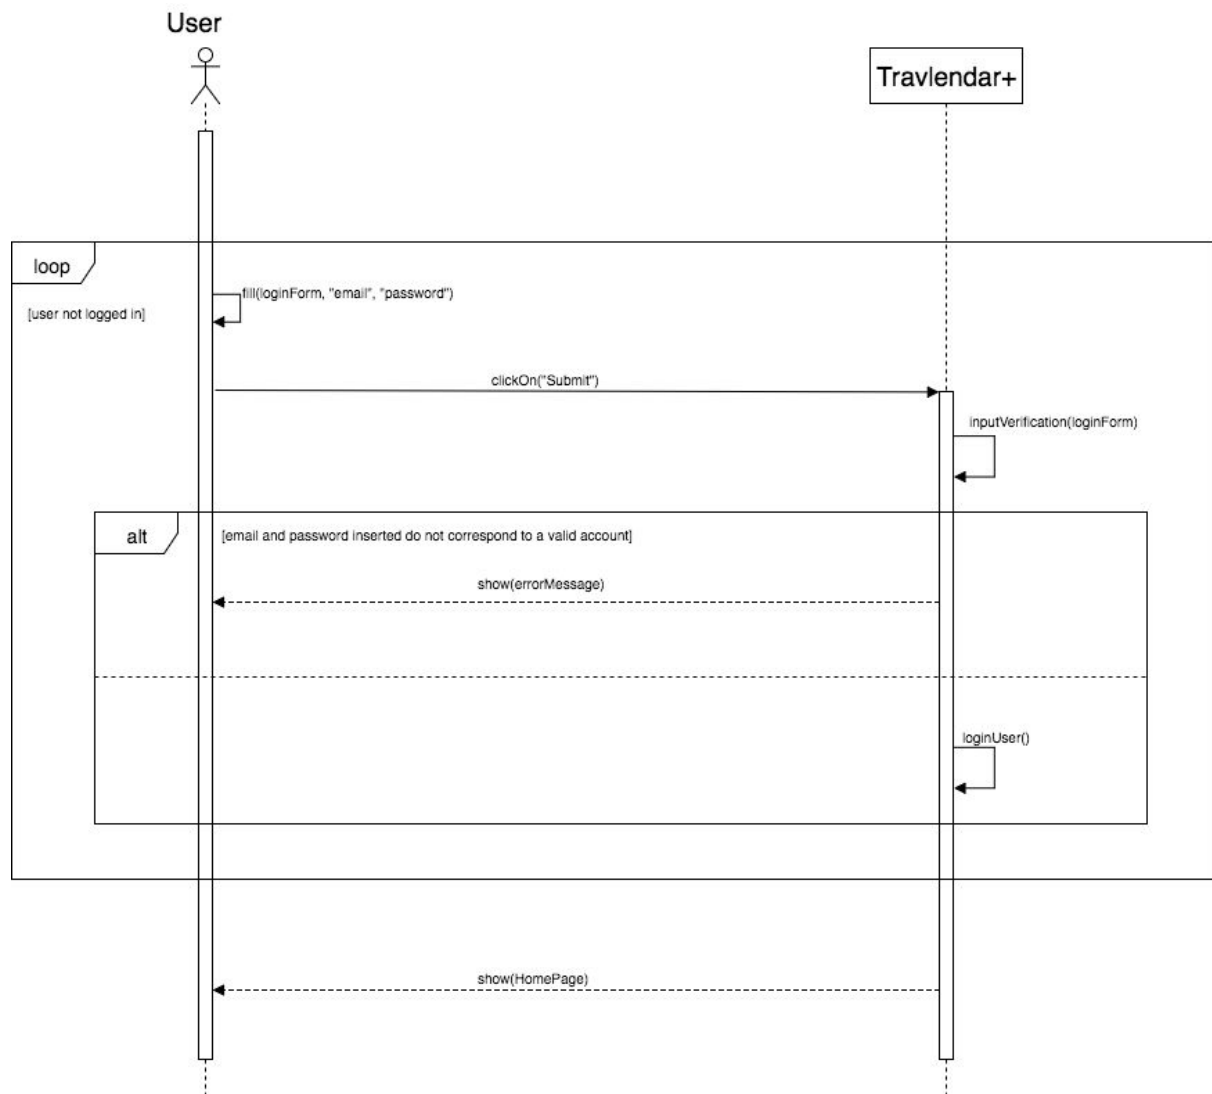 User
Travlendar+
loop
fill(loginForm, "email", "password")
[user not logged in]
clickOn("Submit")
inputVerification(loginForm)
alt
[email and password inserted do not correspond to a valid account]
show(errorMessage)
loginUser()
show(HomePage)